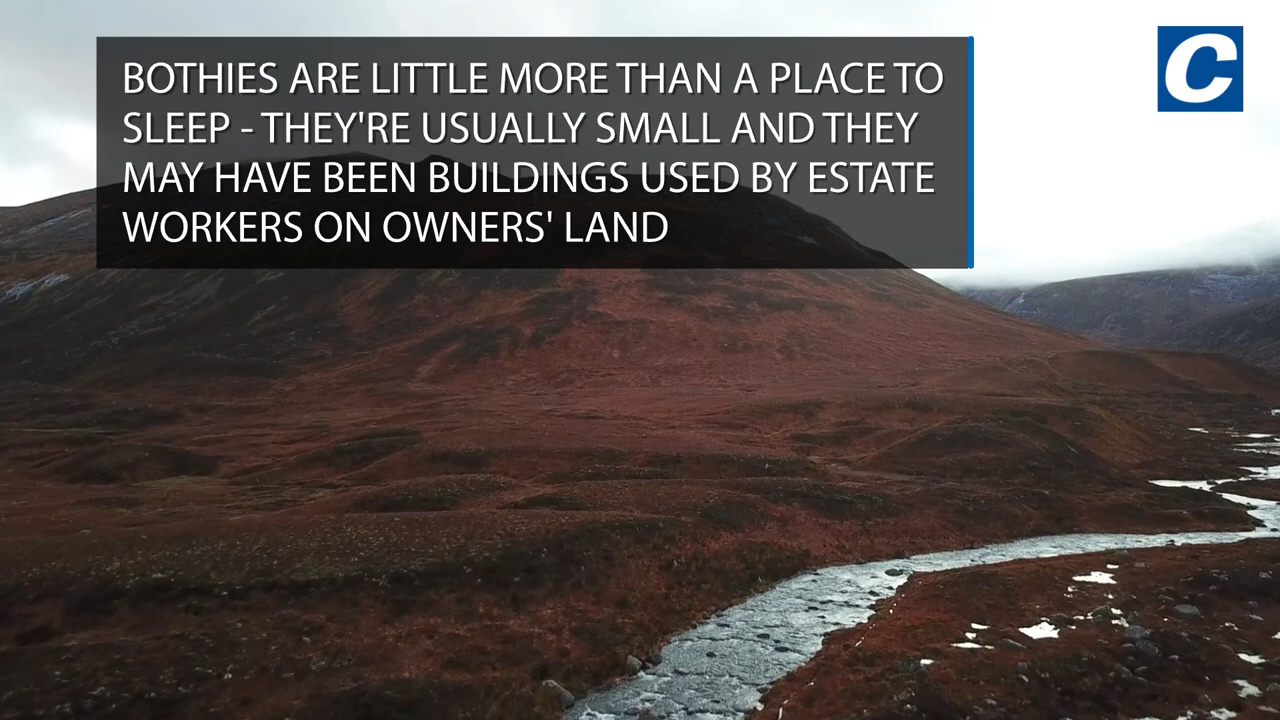 BOTHIES ARE LITTLE MORE THAN A PLACE TO
SLEEP - THEY'RE USUALLY SMALL AND THEY
MAY HAVE BEEN BUILDINGS USED BY ESTATE
WORKERS ON OWNERS' LAND
C